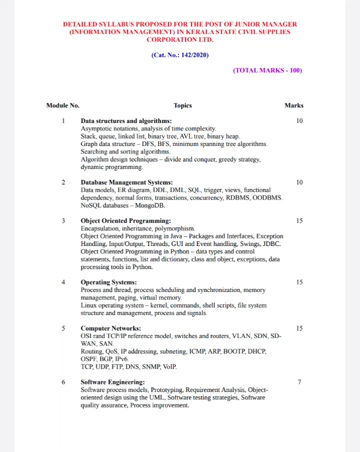 DETAILED SYLLABUS PROPOSED FOR THE POST OF JUNIOR MANAGER
(INFORMATION MANAGEMENT) IN KERALA STATE CIVIL SUPPLIES
CORPORATION LTD.
(Cat. No.: 142/2020)
(TOTAL MARKS - 100)
Module No. Topics Marks
1 Data structures and algorithms: 10
Asymptotic notations, analysis of time complexity.
Stack, queue, linked list, binary tree, AVL tree, binary heap.
Graph data structure – DFS, BFS, minimum spanning tree algorithms.
Searching and sorting algorithms.
Algorithm design techniques – divide and conquer, greedy strategy,
dynamic programming.
2 Database Management Systems: 10
Data models, ER diagram, DDL, DML, SQL, trigger, views, functional
dependency, normal forms, transactions, concurrency, RDBMS, OODBMS.
NoSQL databases – MongoDB.
3 Object Oriented Programming: 15
Encapsulation, inheritance, polymorphism.
Object Oriented Programming in Java – Packages and Interfaces, Exception
Handling, Input/Output, Threads, GUI and Event handling, Swings, JDBC.
Object Oriented Programming in Python – data types and control
statements, functions, list and dictionary, class and object, exceptions, data
processing tools in Python.
4 Operating Systems: 15
Process and thread, process scheduling and synchronization, memory
management, paging, virtual memory.
Linux operating system – kernel, commands, shell scripts, file system
structure and management, process and signals.
5 Computer Networks: 15
OSI rand TCP/IP reference model, switches and routers, VLAN, SDN, SD-
WAN, SAN.
Routing, QoS, IP addressing, subneting, ICMP, ARP, BOOTP, DHCP,
OSPF, BGP, IPv6.
TCP, UDP, FTP, DNS, SNMP, VoIP.
6 Software Engineering: 7
Software process models, Prototyping, Requirement Analysis, Object-
oriented design using the UML, Software testing strategies, Software
quality assurance, Process improvement.